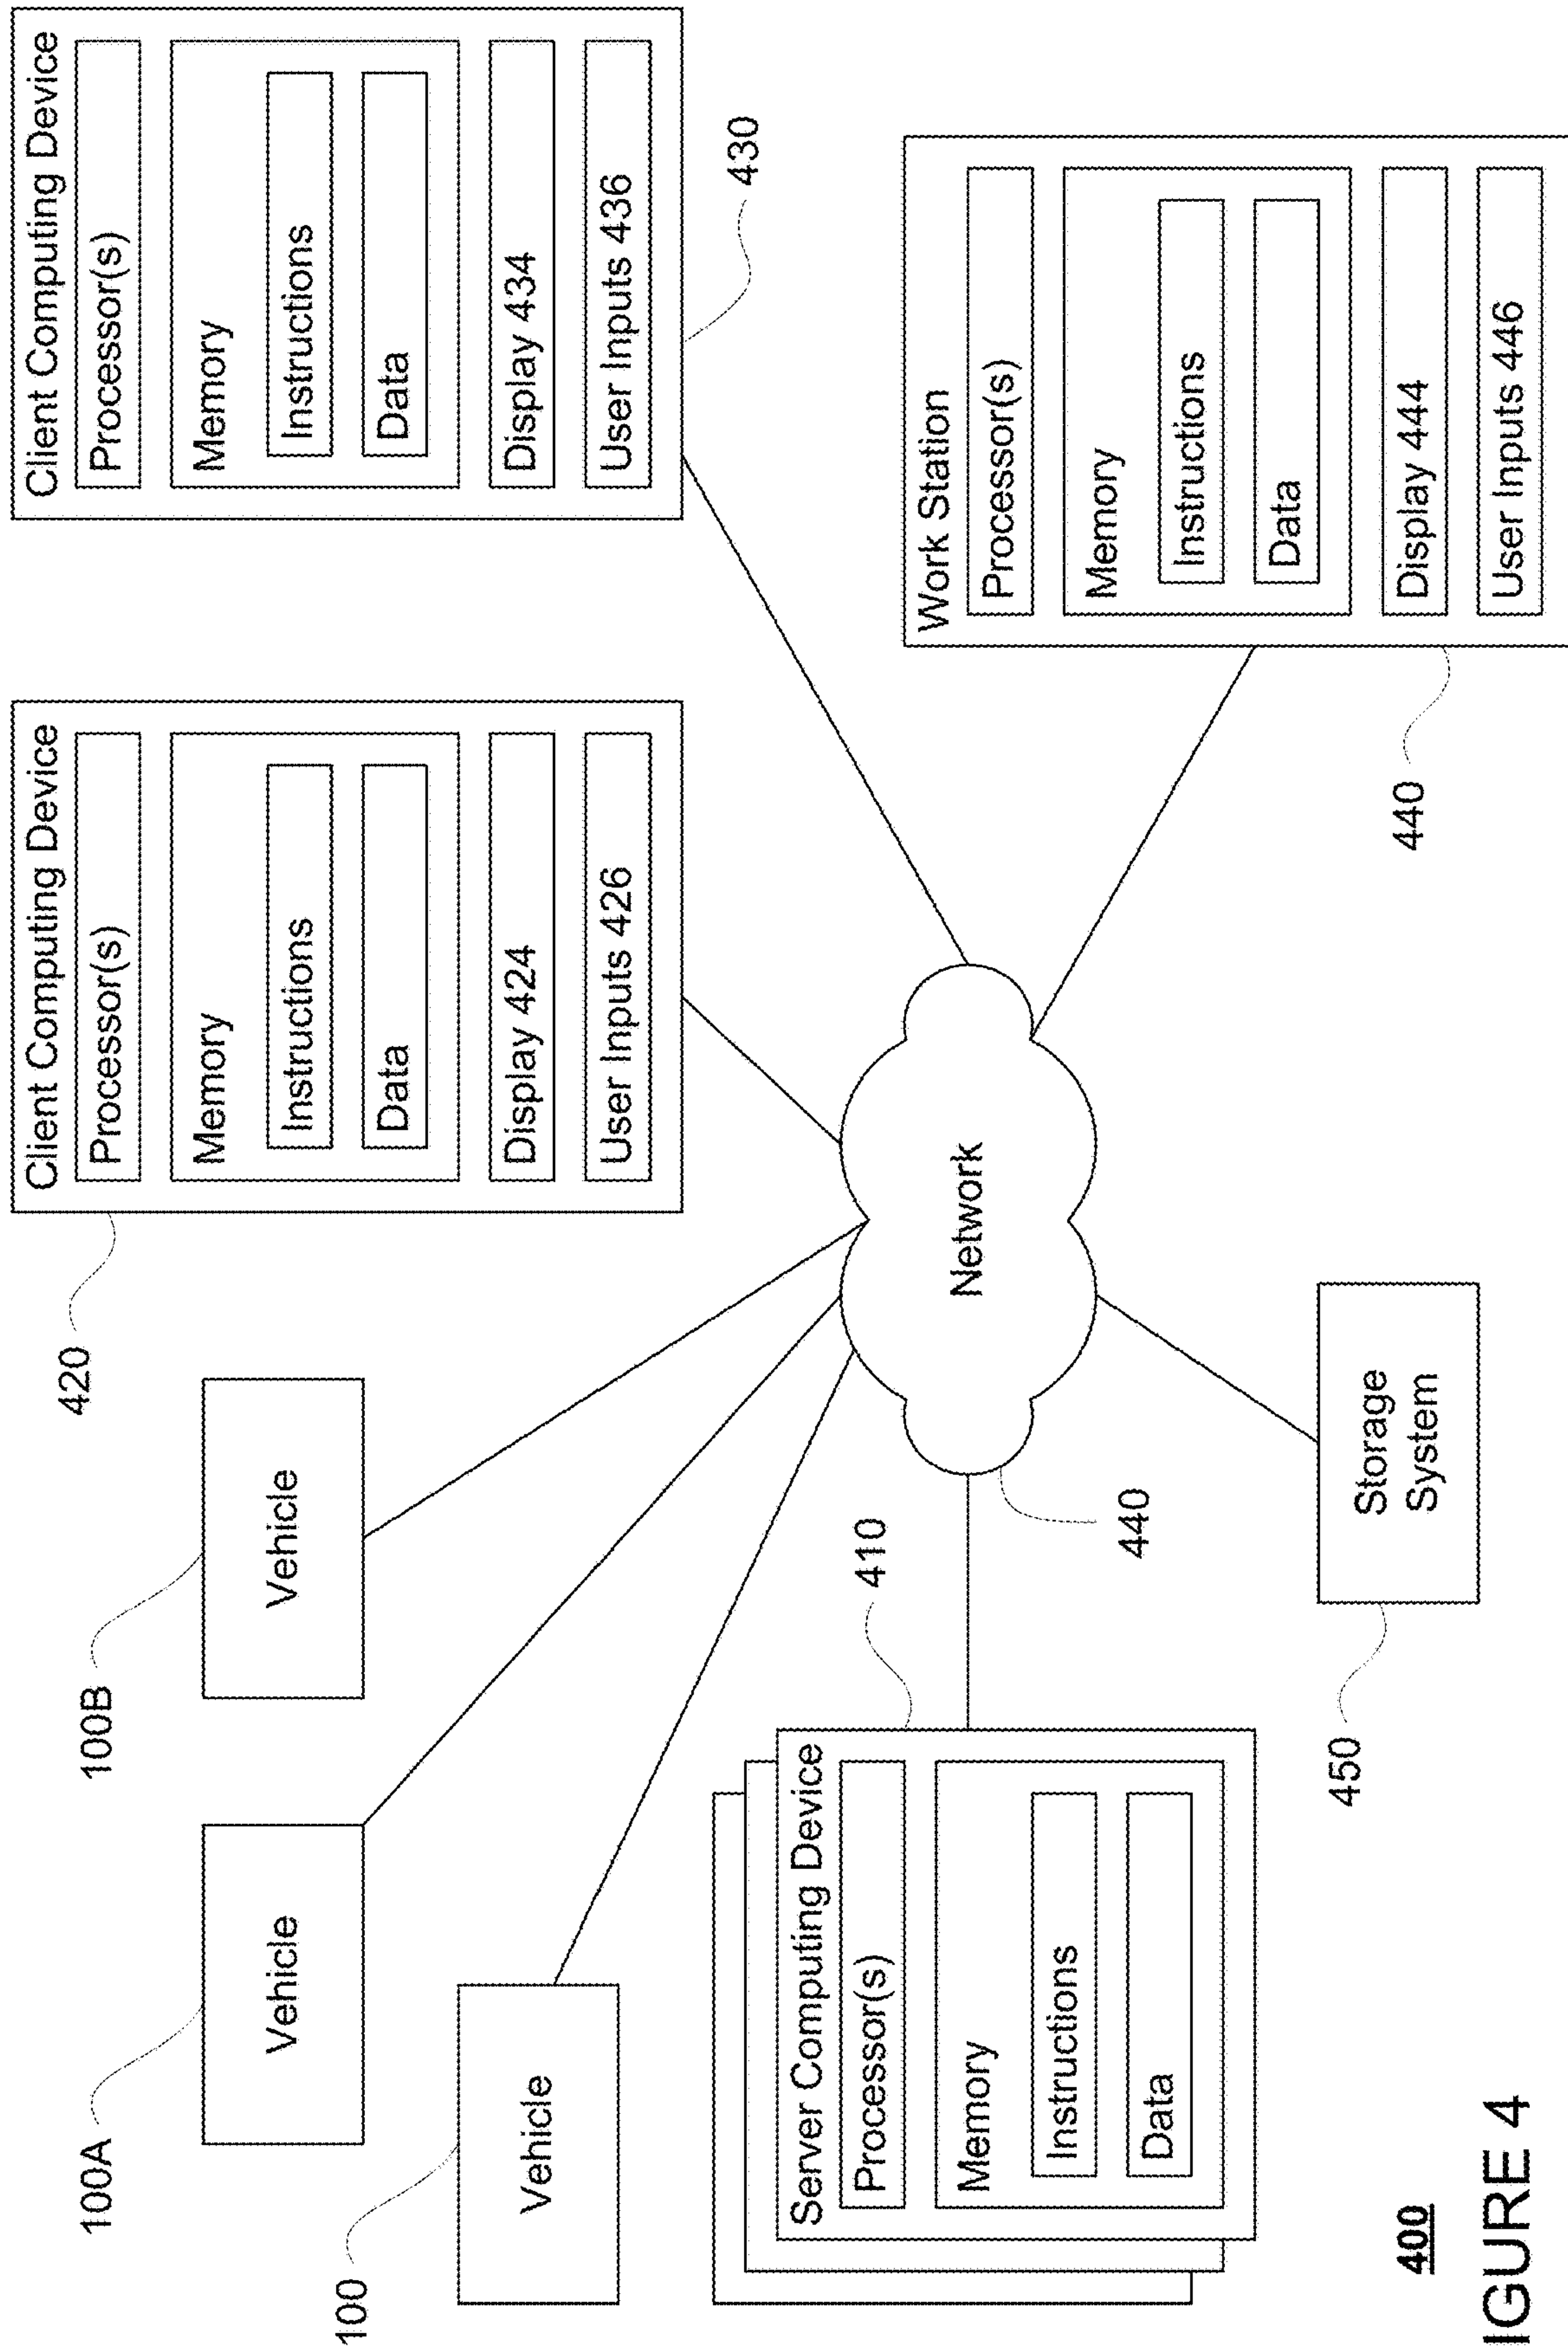 100A
Vehicle
100B
Vehicle
420
Client Computing Device
Processor(s)
Memory
Instructions
Data
Display 424
User Inputs 426
Client Computing Device
Processor(s)
Memory
Instructions
Data
Display 434
User Inputs 436
430
100
Vehicle
Server Computing Device
Processor(s)
Memory
Instructions
Data
410
Network
440
Work Station
Processor(s)
Memory
Instructions
Data
Display 444
User Inputs 446
440
Storage
System
450
400
IGURE 4